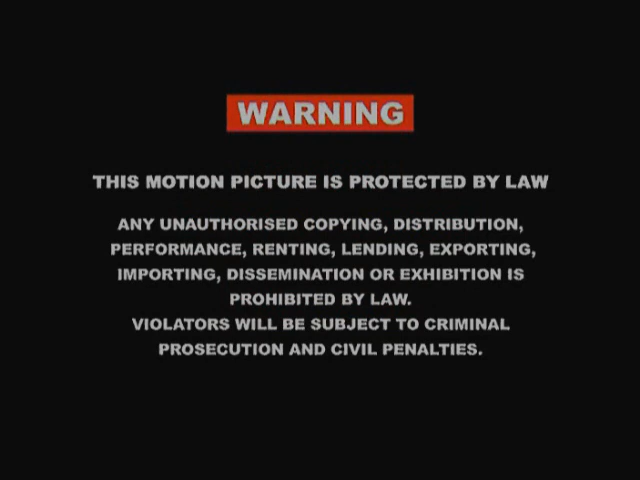 WARNING
THIS MOTION PICTURE IS PROTECTED BY LAW
ANY UNAUTHORISED COPYING, DISTRIBUTION,
PERFORMANCE, RENTING, LENDING, EXPORTING,
IMPORTING, DISSEMINATION OR EXHIBITION IS
PROHIBITED BY LAW.
VIOLATORS WILL BE SUBJECT TO CRIMINAL
PROSECUTION AND CIVIL PENALTIES.